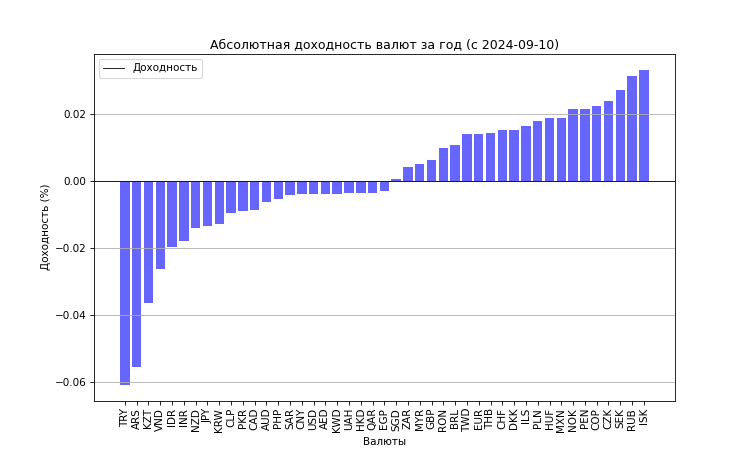 Абсолютная доходность валют за год (с 2024-09-10)
Доходность
Доходность (%)
0.02
0.00
−0.02
−0.04
−0.06
TRY ARS KZT VND IDR INR NZD JPY KRW CLP PKR CAD AUD PHP SAR CNY USD AED KWD UAH HKD QAR EGP SGD ZAR MYR GBP RON BRL TWD EUR THB CHF DKK ILS PLN HUF MXN NOK PEN COP CZK SEK RUB ISK
Валюты